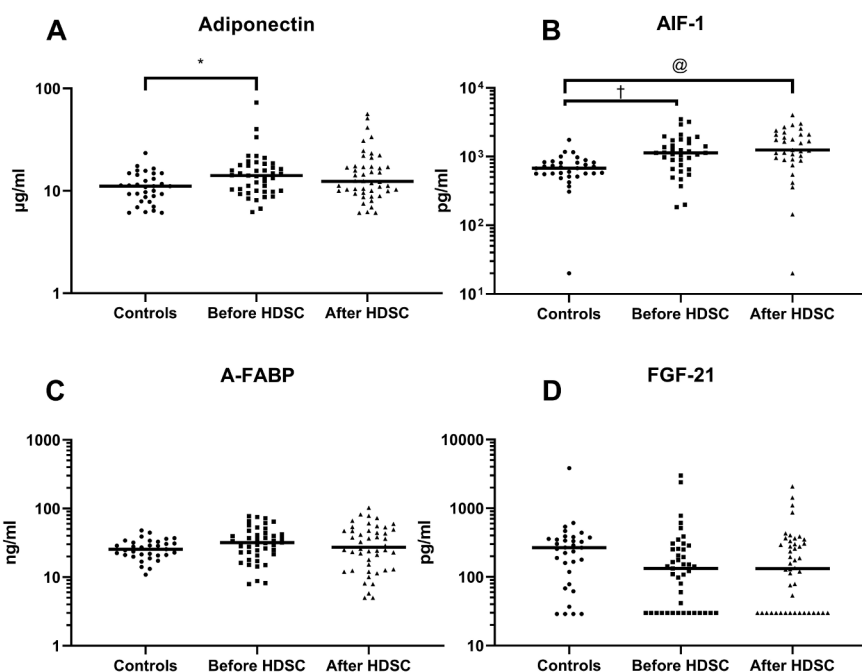 A
Adiponectin
*
100
10
1
µg/ml
Controls
Before HDSC
After HDSC
B
AIF-1
@
†
10⁴
10³
10²
10¹
pg/ml
Controls
Before HDSC
After HDSC
C
A-FABP
1000
100
10
1
ng/ml
Controls
Before HDSC
After HDSC
D
FGF-21
10000
1000
100
10
pg/ml
Controls
Before HDSC
After HDSC